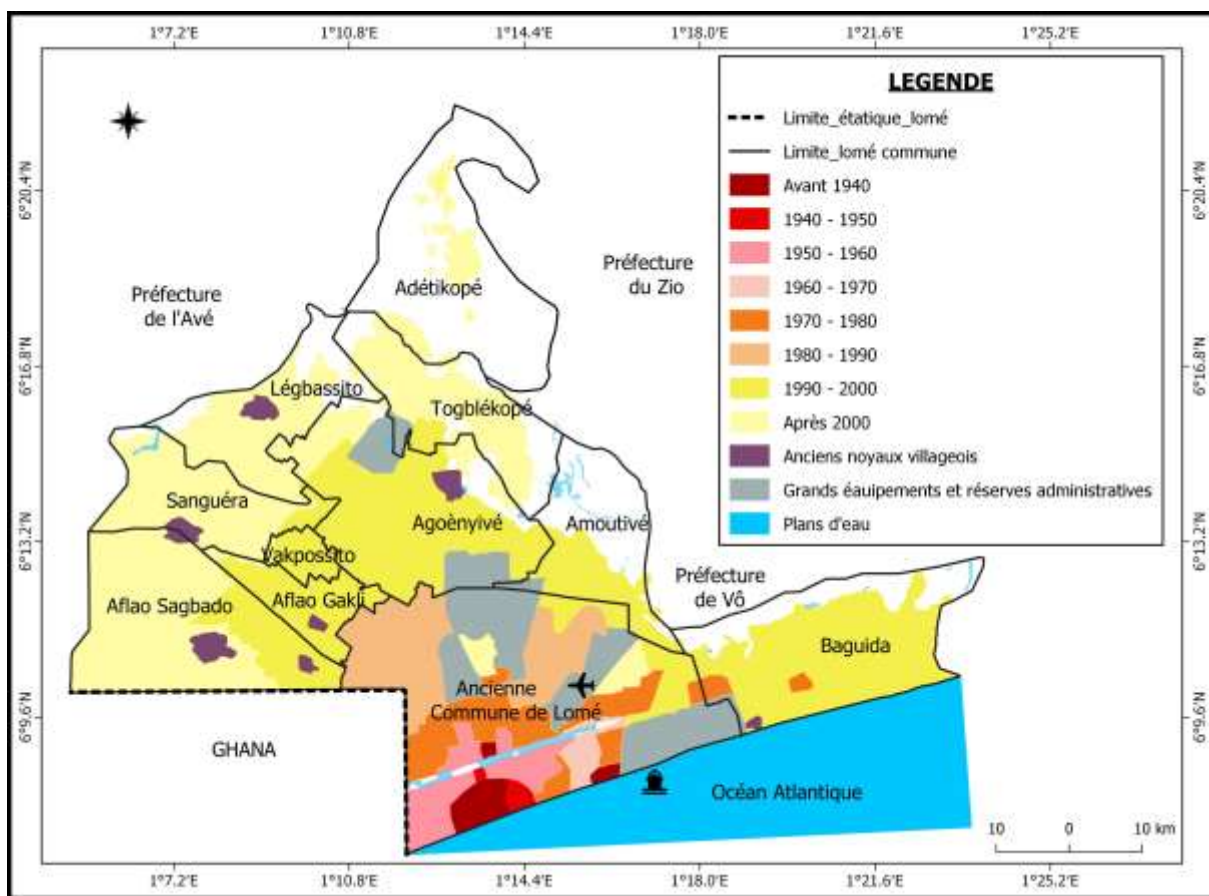 1°7.2'E
1°10.8'E
1°14.4'E
1°18.0'E
1°21.6'E
1°25.2'E
LEGENDE
Limite_étatique_lomé
Limite_lomé commune
Avant 1940
1940 - 1950
1950 - 1960
1960 - 1970
1970 - 1980
1980 - 1990
1990 - 2000
Après 2000
Anciens noyaux villageois
Grands éauipements et réserves administratives
Plans d'eau
6°20.4'N
6°20.4'N
Préfecture
du Zio
Adétikopé
Préfecture
de l'Avé
6°16.8'N
6°16.8'N
Légbassito
Togblékopé
Sanguéra
Agoènyivé
Amoutivé
6°13.2'N
6°13.2'N
Vakpossito
Préfecture
de Vô
Aflao Sagbado
Aflao Gakli
Baguida
Ancienne
Commune de Lomé
6°9.6'N
6°9.6'N
GHANA
Océan Atlantique
10 0 10 km
1°7.2'E
1°10.8'E
1°14.4'E
1°18.0'E
1°21.6'E
1°25.2'E